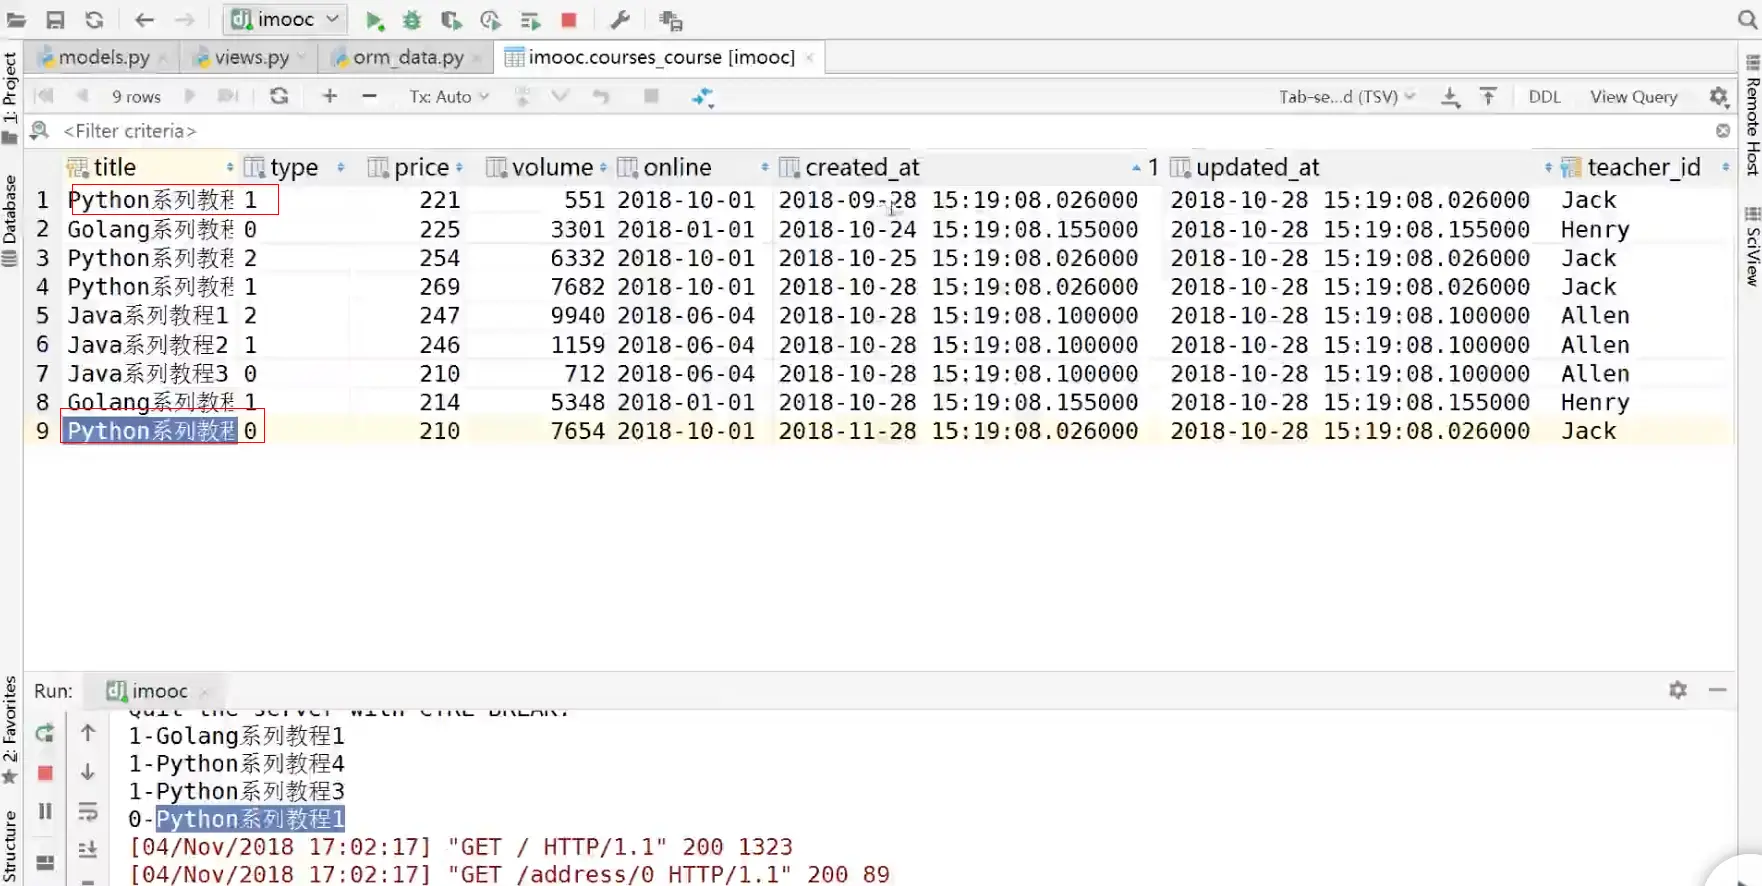 imooc
models.py views.py orm_data.py imooc.courses_course [imooc]
9 rows Tx: Auto Tab-se...d (TSV) DDL View Query
<Filter criteria>
title type price volume online created_at 1 updated_at teacher_id
1 Python系列教程 1 221 551 2018-10-01 2018-09-28 15:19:08.026000 2018-10-28 15:19:08.026000 Jack
2 Golang系列教程 0 225 3301 2018-01-01 2018-10-24 15:19:08.155000 2018-10-28 15:19:08.155000 Henry
3 Python系列教程 2 254 6332 2018-10-01 2018-10-25 15:19:08.026000 2018-10-28 15:19:08.026000 Jack
4 Python系列教程 1 269 7682 2018-10-01 2018-10-28 15:19:08.026000 2018-10-28 15:19:08.026000 Jack
5 Java系列教程1 2 247 9940 2018-06-04 2018-10-28 15:19:08.100000 2018-10-28 15:19:08.100000 Allen
6 Java系列教程2 1 246 1159 2018-06-04 2018-10-28 15:19:08.100000 2018-10-28 15:19:08.100000 Allen
7 Java系列教程3 0 210 712 2018-06-04 2018-10-28 15:19:08.100000 2018-10-28 15:19:08.100000 Allen
8 Golang系列教程 1 214 5348 2018-01-01 2018-10-28 15:19:08.155000 2018-10-28 15:19:08.155000 Henry
9 Python系列教程 0 210 7654 2018-10-01 2018-11-28 15:19:08.026000 2018-10-28 15:19:08.026000 Jack
Run: imooc
Quit the server with CTRL-BREAK.
1-Golang系列教程1
1-Python系列教程4
1-Python系列教程3
0-Python系列教程1
[04/Nov/2018 17:02:17] "GET / HTTP/1.1" 200 1323
[04/Nov/2018 17:02:17] "GET /address/0 HTTP/1.1" 200 89
1: Project
Database
2: Favorites
Structure
Remote Host
SciView